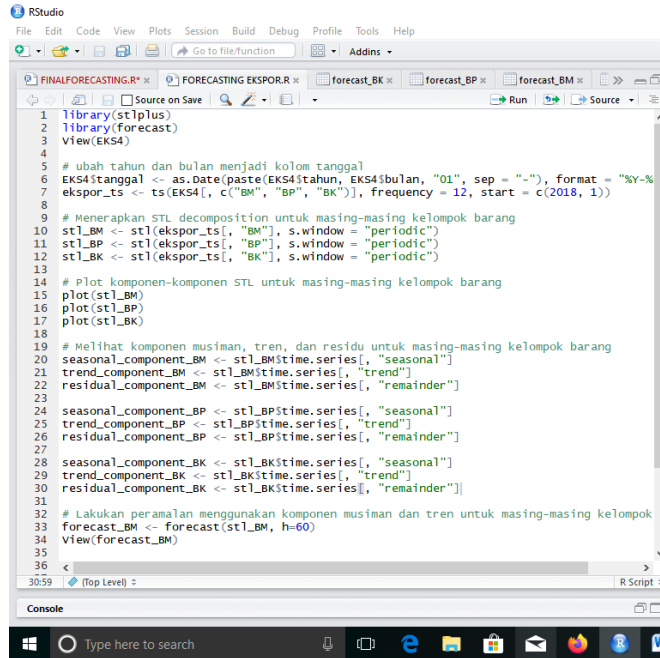 RStudio
File Edit Code View Plots Session Build Debug Profile Tools Help
Go to file/function Addins
FINALFORECASTING.R* FORECASTING EKSPOR.R forecast_BK forecast_BP forecast_BM
Source on Save Run Source
1 library(stlplus)
2 library(forecast)
3 View(EKS4)
4
5 # ubah tahun dan bulan menjadi kolom tanggal
6 EKS4$tanggal <- as.Date(paste(EKS4$tahun, EKS4$bulan, "01", sep = "-"), format = "%Y-%
7 ekspor_ts <- ts(EKS4[, c("BM", "BP", "BK")], frequency = 12, start = c(2018, 1))
8
9 # Menerapkan STL decomposition untuk masing-masing kelompok barang
10 stl_BM <- stl(ekspor_ts[, "BM"], s.window = "periodic")
11 stl_BP <- stl(ekspor_ts[, "BP"], s.window = "periodic")
12 stl_BK <- stl(ekspor_ts[, "BK"], s.window = "periodic")
13
14 # Plot komponen-komponen STL untuk masing-masing kelompok barang
15 plot(stl_BM)
16 plot(stl_BP)
17 plot(stl_BK)
18
19 # Melihat komponen musiman, tren, dan residu untuk masing-masing kelompok barang
20 seasonal_component_BM <- stl_BM$time.series[, "seasonal"]
21 trend_component_BM <- stl_BM$time.series[, "trend"]
22 residual_component_BM <- stl_BM$time.series[, "remainder"]
23
24 seasonal_component_BP <- stl_BP$time.series[, "seasonal"]
25 trend_component_BP <- stl_BP$time.series[, "trend"]
26 residual_component_BP <- stl_BP$time.series[, "remainder"]
27
28 seasonal_component_BK <- stl_BK$time.series[, "seasonal"]
29 trend_component_BK <- stl_BK$time.series[, "trend"]
30 residual_component_BK <- stl_BK$time.series[, "remainder"]
31
32 # Lakukan peramalan menggunakan komponen musiman dan tren untuk masing-masing kelompok
33 forecast_BM <- forecast(stl_BM, h=60)
34 View(forecast_BM)
35
36
30:59 (Top Level) R Script
Console
Type here to search